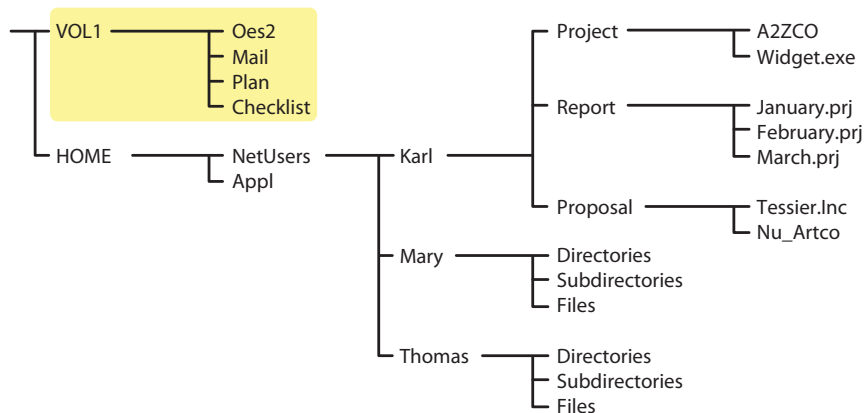 VOL1 Oes2 Project A2ZCO
Mail Widget.exe
Plan
Checklist Report January.prj
February.prj
HOME NetUsers Karl March.prj
Appl
Proposal Tessier.Inc
Nu_Artco
Mary Directories
Subdirectories
Files
Thomas Directories
Subdirectories
Files